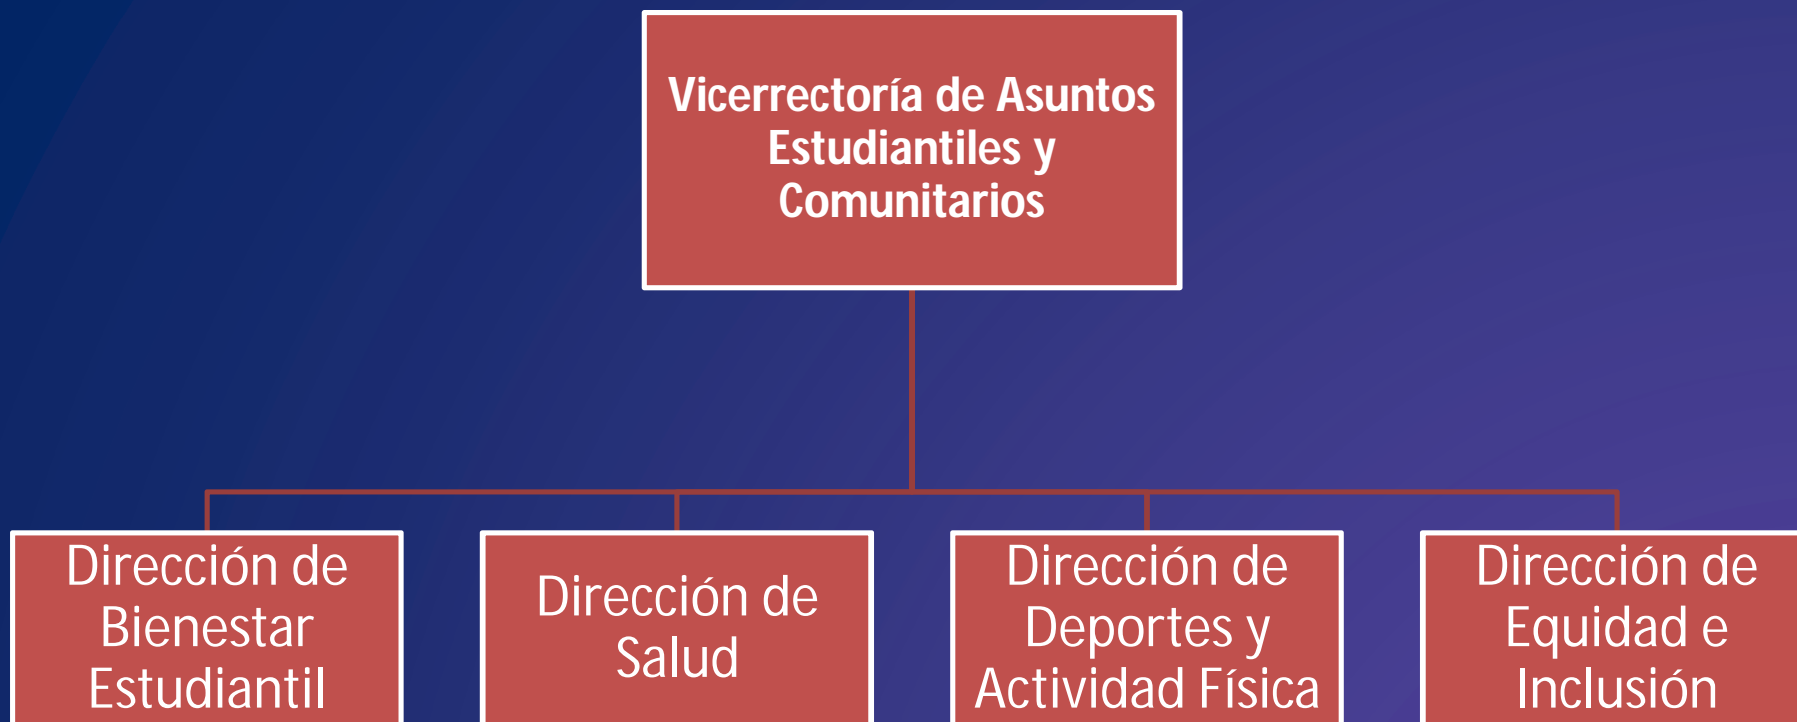 Vicerrectoría de Asuntos
Estudiantiles y
Comunitarios
Dirección de
Bienestar
Estudiantil
Dirección de
Salud
Dirección de
Deportes y
Actividad Física
Dirección de
Equidad e
Inclusión